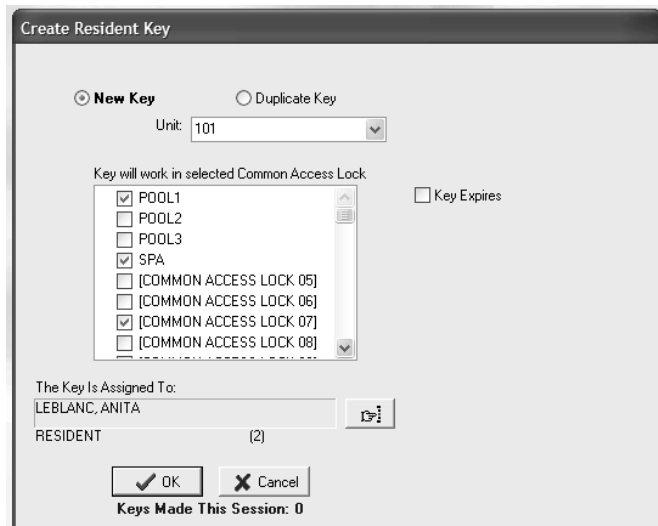 Create Resident Key
New Key Duplicate Key
Unit: 101
Key will work in selected Common Access Lock
POOL1
Key Expires
POOL2
POOL3
SPA
[COMMON ACCESS LOCK 05]
[COMMON ACCESS LOCK 06]
[COMMON ACCESS LOCK 07]
[COMMON ACCESS LOCK 08]
The Key Is Assigned To:
LEBLANC, ANITA
RESIDENT (2)
OK Cancel
Keys Made This Session: 0